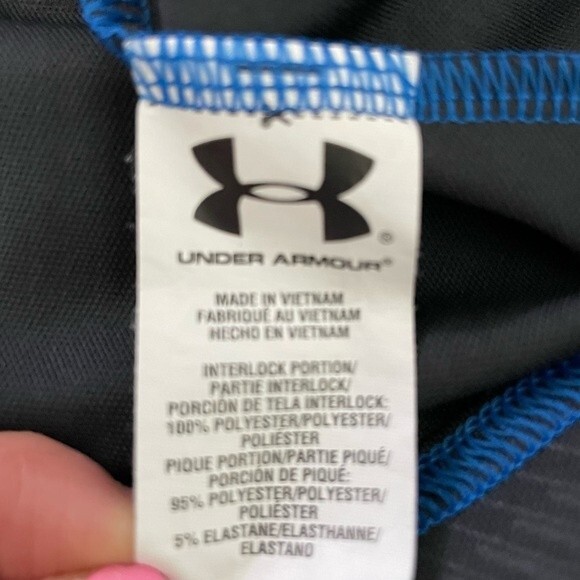 UNDER ARMOUR®
MADE IN VIETNAM
FABRIQUÉ AU VIETNAM
HECHO EN VIETNAM
INTERLOCK PORTION/
PARTIE INTERLOCK/
PORCIÓN DE TELA INTERLOCK:
100% POLYESTER/POLYESTER/
POLIÉSTER
PIQUE PORTION/PARTIE PIQUÉ/
PORCIÓN DE PIQUÉ:
95% POLYESTER/POLYESTER/
POLIÉSTER
5% ELASTANE/ELASTHANNE/
ELASTANO